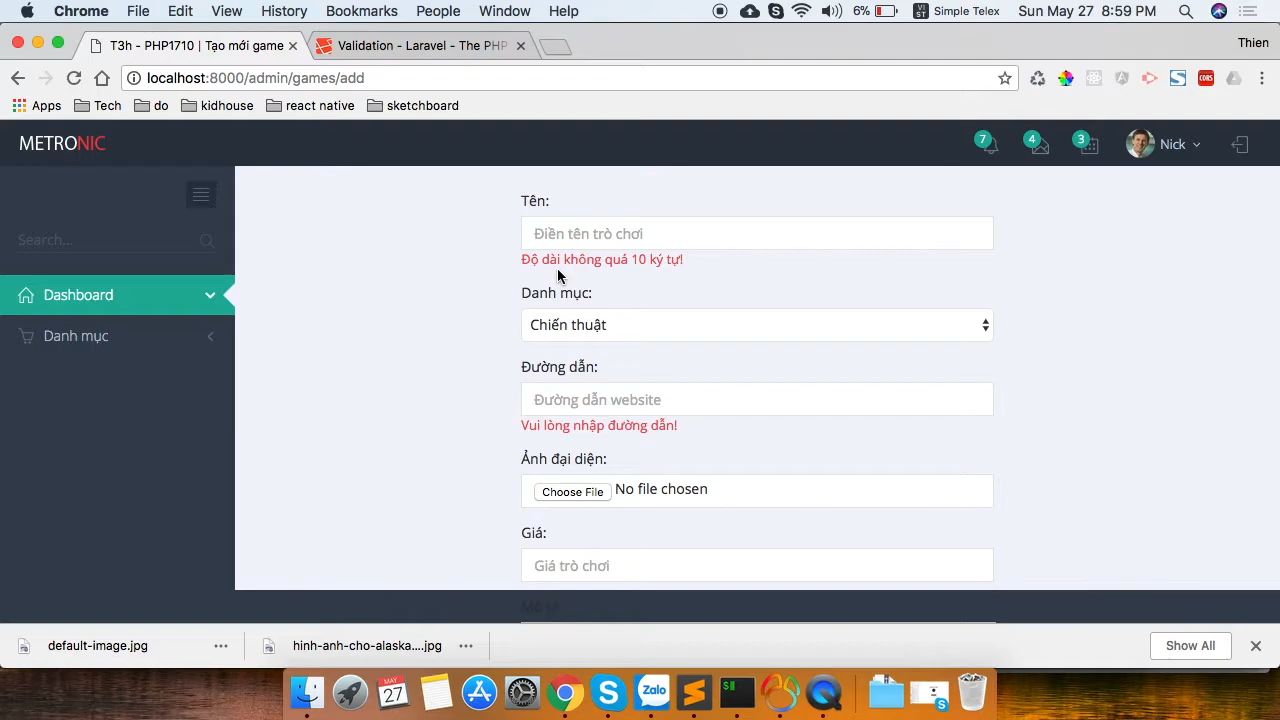 Chrome File Edit View History Bookmarks People Window Help 6% VI ST Simple Telex Sun May 27 8:59 PM
T3h - PHP1710 | Tạo mới game Validation - Laravel - The PHP Thien
localhost:8000/admin/games/add CORS
Apps Tech do kidhouse react native sketchboard
METRONIC 7 4 3 Nick
Search...
Dashboard
Danh mục
Tên:
Điền tên trò chơi
Độ dài không quá 10 ký tự!
Danh mục:
Chiến thuật
Đường dẫn:
Đường dẫn website
Vui lòng nhập đường dẫn!
Ảnh đại diện:
Choose File No file chosen
Giá:
Giá trò chơi
default-image.jpg hinh-anh-cho-alaska....jpg Show All
MAY 27 Zalo